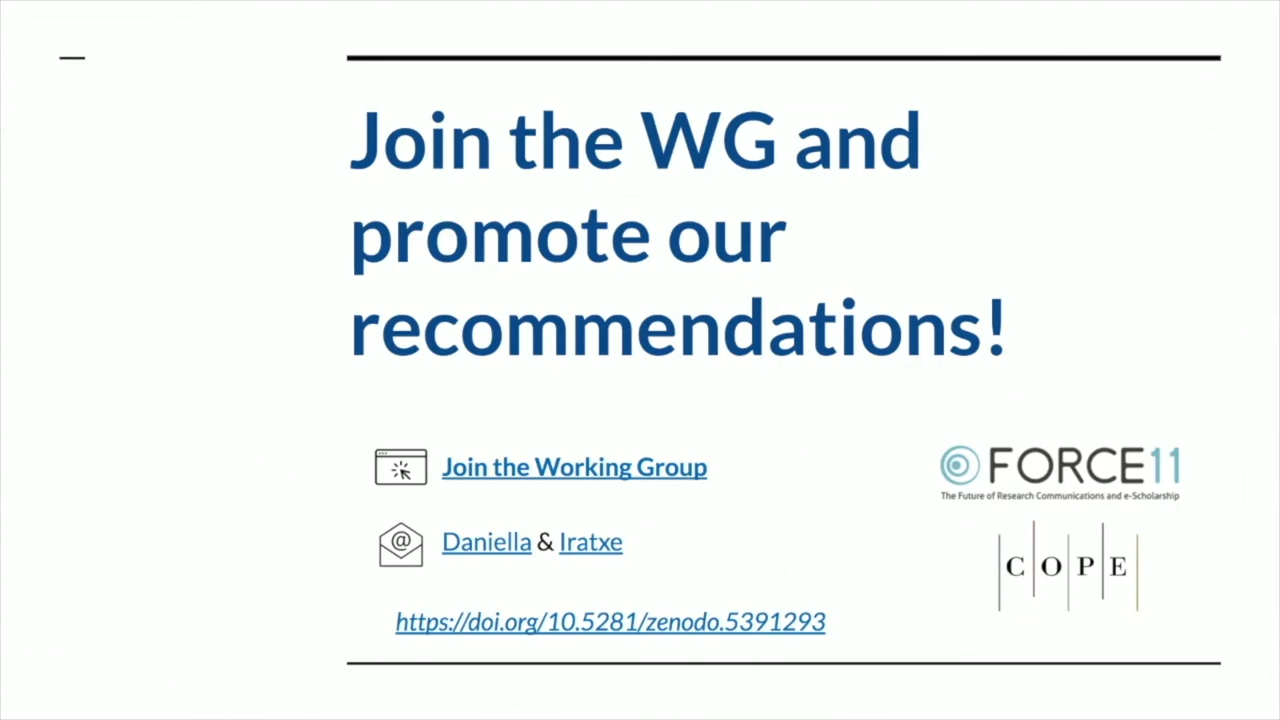 Join the WG and
promote our
recommendations!
Join the Working Group
@
Daniella & Iratxe
https://doi.org/10.5281/zenodo.5391293
FORCE11
The Future of Research Communications and e-Scholarship
C O P E